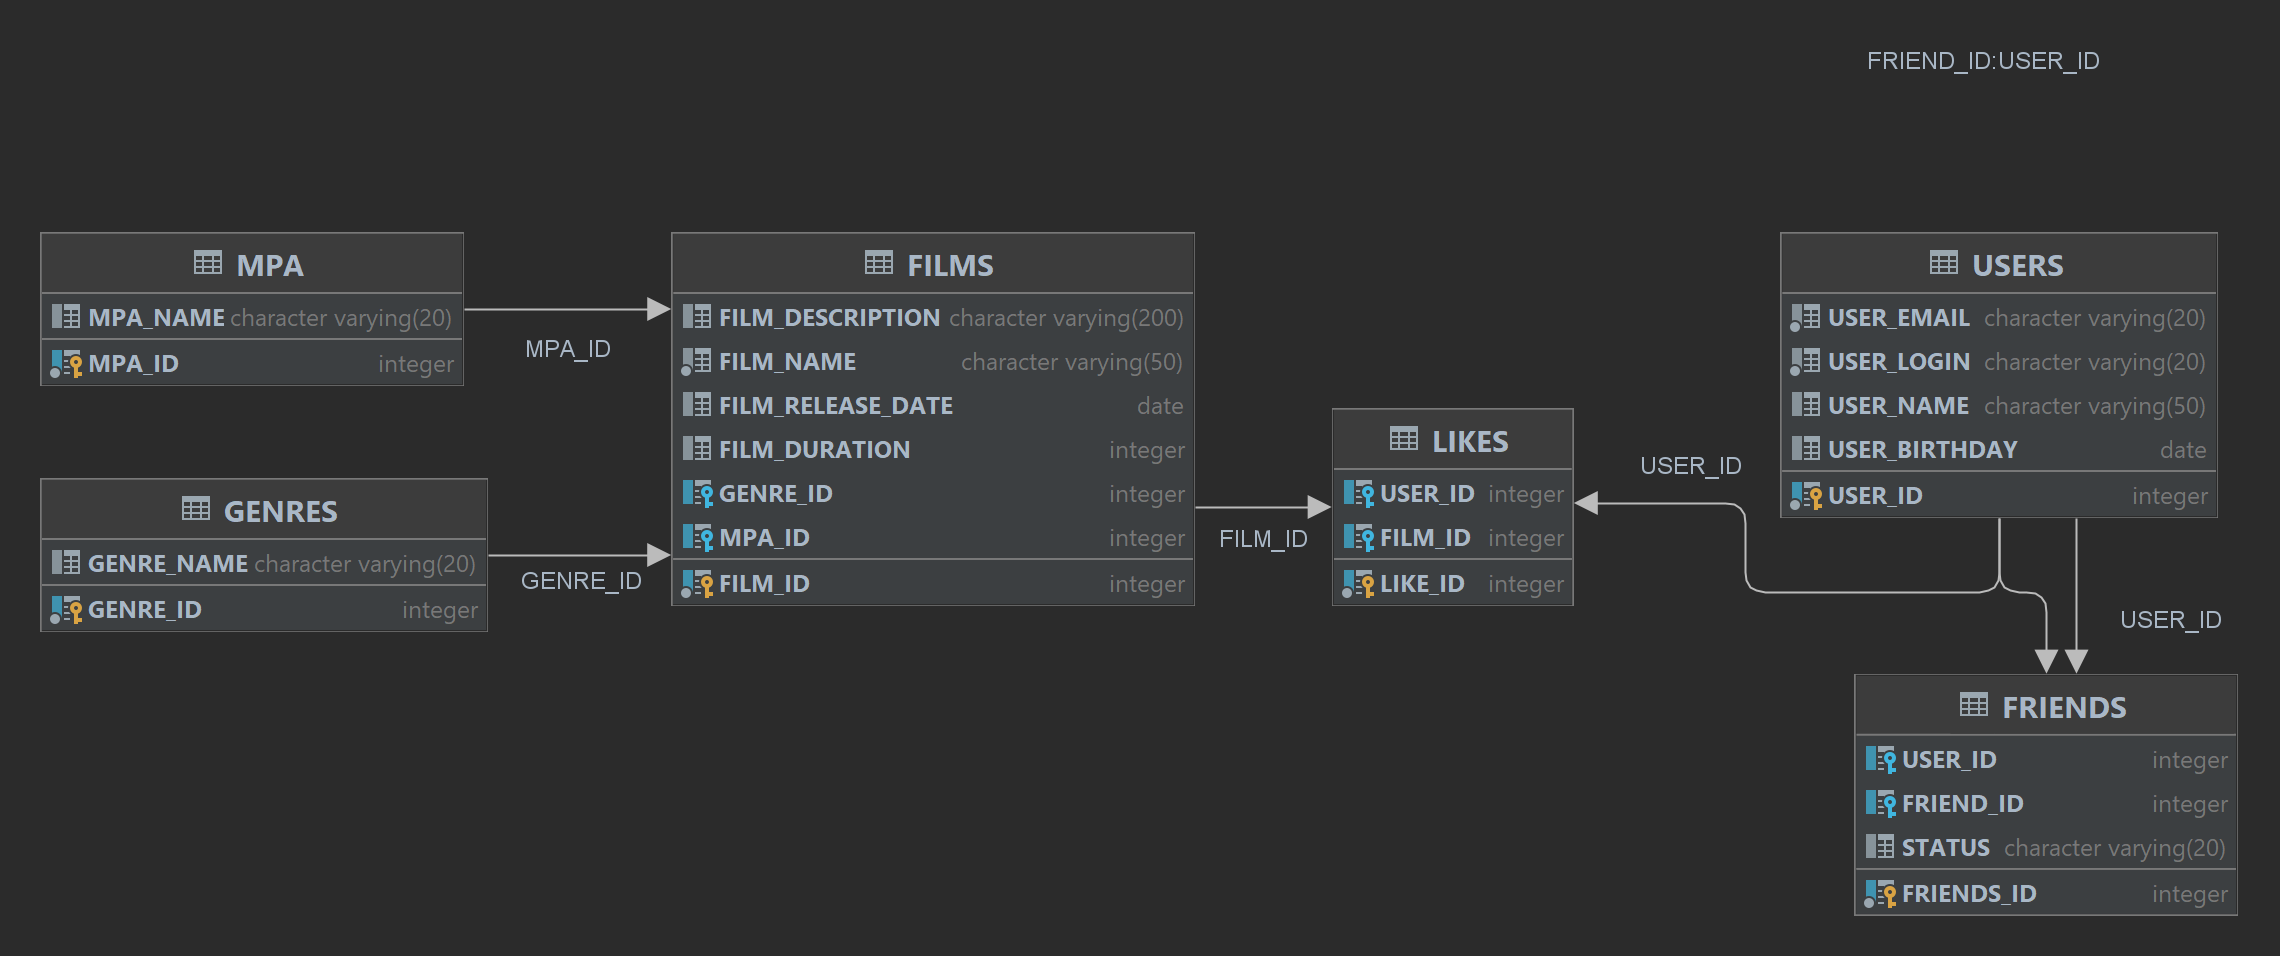 FRIEND_ID:USER_ID
MPA
MPA_NAME character varying(20)
MPA_ID integer
MPA_ID
GENRES
GENRE_NAME character varying(20)
GENRE_ID integer
GENRE_ID
FILMS
FILM_DESCRIPTION character varying(200)
FILM_NAME character varying(50)
FILM_RELEASE_DATE date
FILM_DURATION integer
GENRE_ID integer
MPA_ID integer
FILM_ID integer
FILM_ID
LIKES
USER_ID integer
FILM_ID integer
LIKE_ID integer
USER_ID
USERS
USER_EMAIL character varying(20)
USER_LOGIN character varying(20)
USER_NAME character varying(50)
USER_BIRTHDAY date
USER_ID integer
USER_ID
FRIENDS
USER_ID integer
FRIEND_ID integer
STATUS character varying(20)
FRIENDS_ID integer